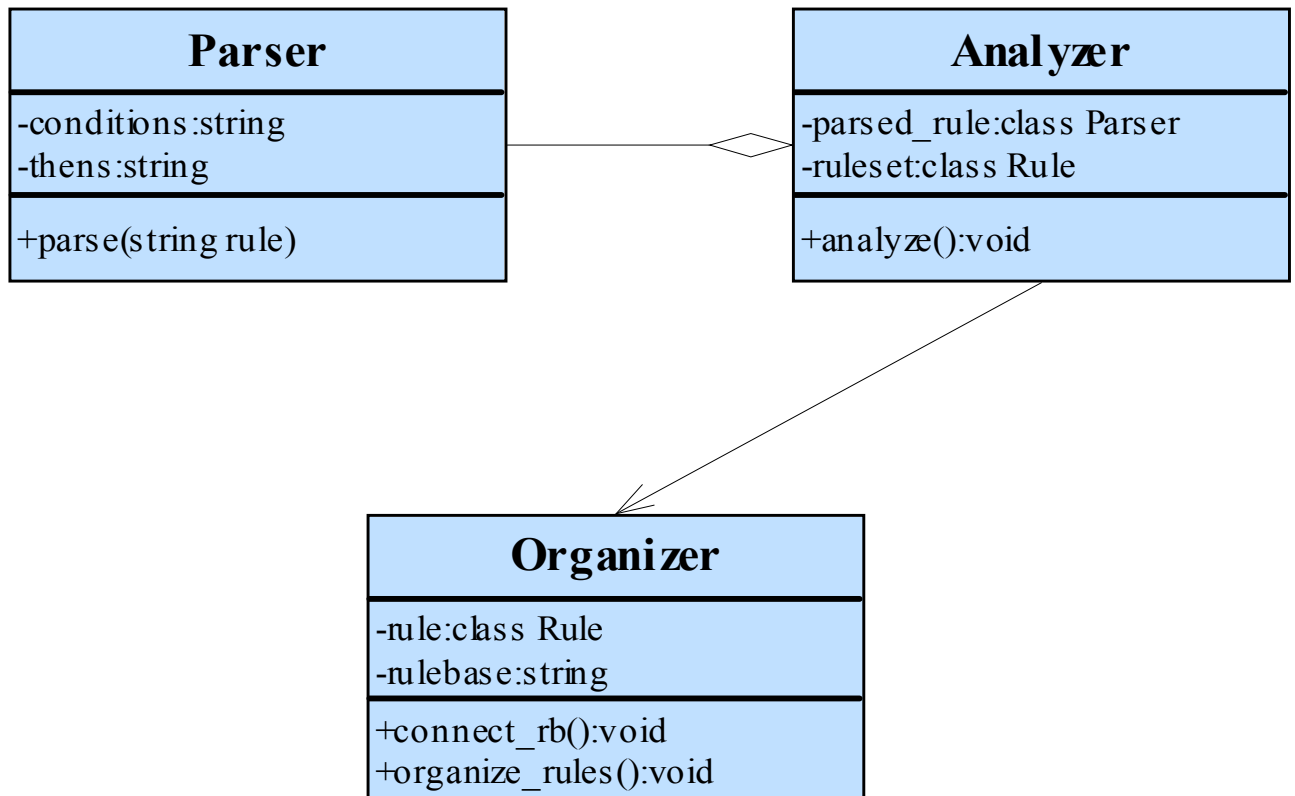 Parser
-conditions:string
-thens:string
+parse(string rule)
Analyzer
-parsed_rule:class Parser
-ruleset:class Rule
+analyze():void
Organizer
-rule:class Rule
-rulebase:string
+connect_rb():void
+organize_rules():void